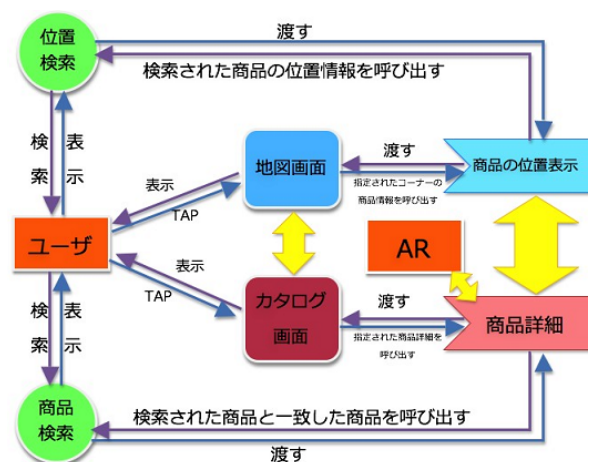 位置
検索
渡す
検索された商品の位置情報を呼び出す
検索
表示
地図画面
渡す
商品の位置表示
指定されたコーナーの
商品情報を呼び出す
表示
TAP
ユーザ
AR
表示
TAP
カタログ
画面
渡す
商品詳細
指定された商品詳細を
呼び出す
検索
表示
商品
検索
検索された商品と一致した商品を呼び出す
渡す